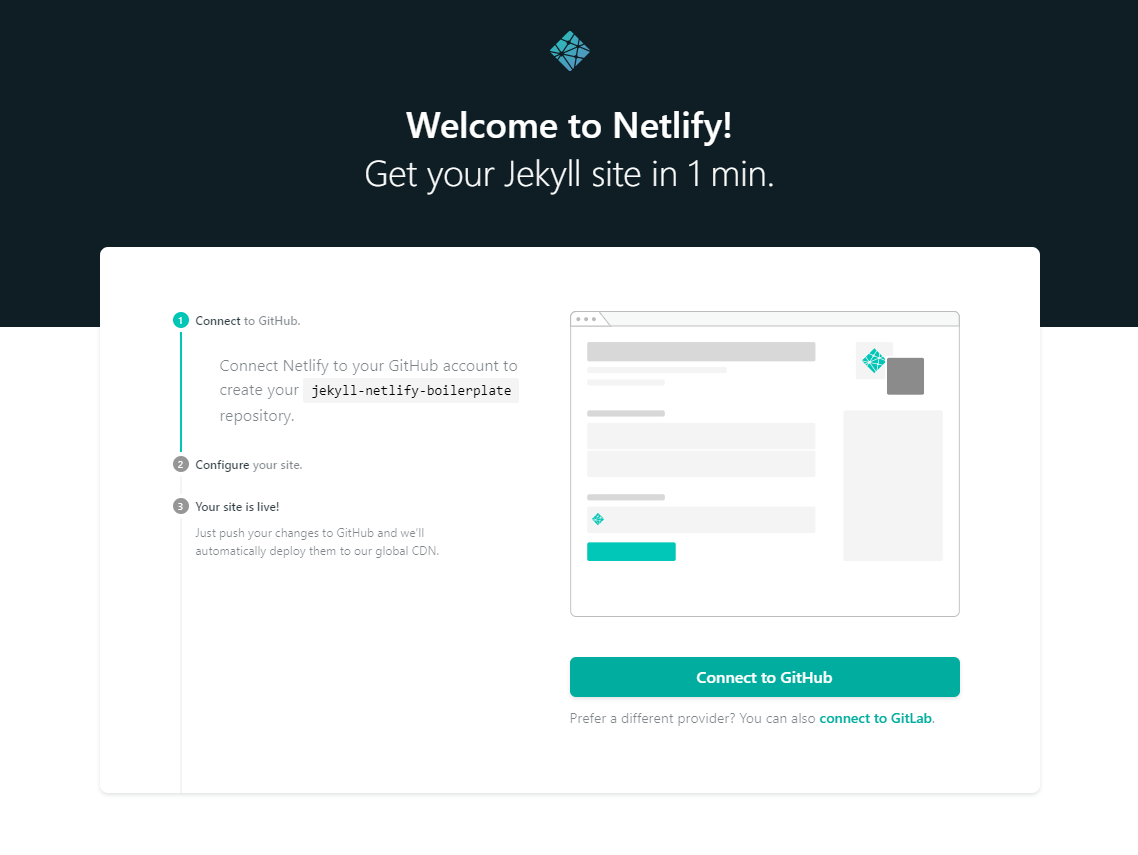 Welcome to Netlify!
Get your Jekyll site in 1 min.
1 Connect to GitHub.
Connect Netlify to your GitHub account to
create your jekyll-netlify-boilerplate
repository.
2 Configure your site.
3 Your site is live!
Just push your changes to GitHub and we'll
automatically deploy them to our global CDN.
Connect to GitHub
Prefer a different provider? You can also connect to GitLab.